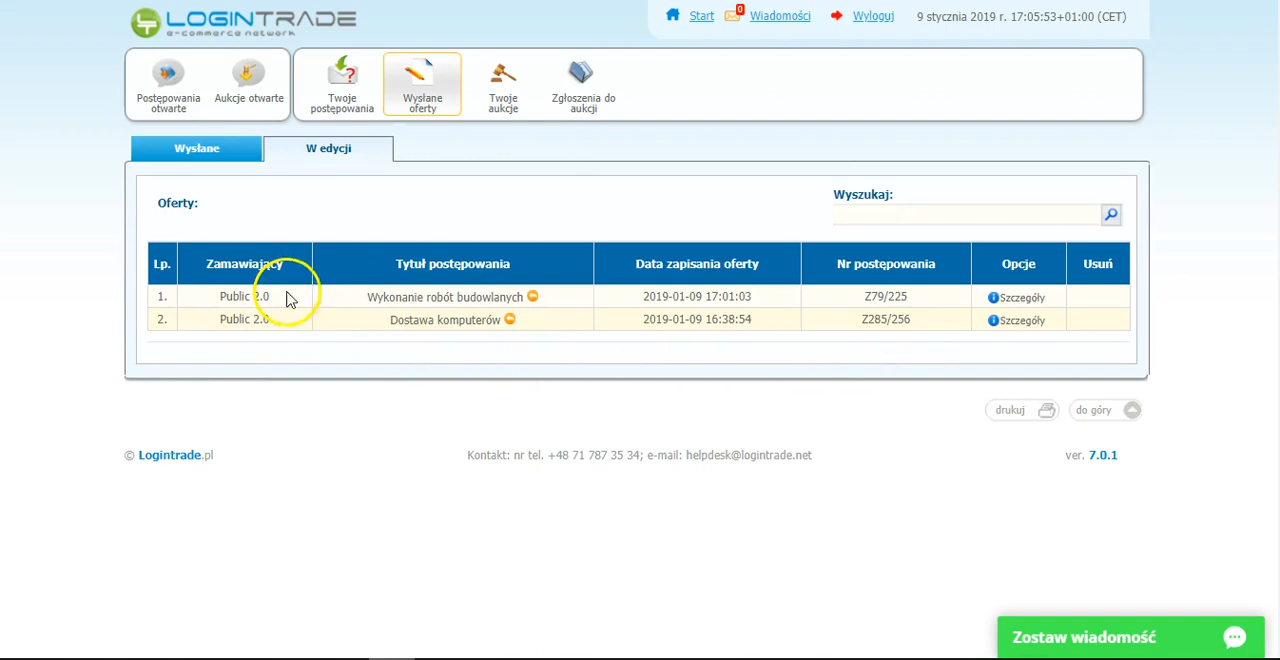 LOGINTRADE
e-commerce network
Start 0 Wiadomości Wyloguj 9 stycznia 2019 r. 17:05:53+01:00 (CET)
Postępowania otwarte
Aukcje otwarte
Twoje postępowania
Wysłane oferty
Twoje aukcje
Zgłoszenia do aukcji
Wysłane W edycji
Oferty:
Wyszukaj:
Lp. Zamawiający Tytuł postępowania Data zapisania oferty Nr postępowania Opcje Usuń
1. Public 2.0 Wykonanie robót budowlanych 2019-01-09 17:01:03 Z79/225 Szczegóły
2. Public 2.0 Dostawa komputerów 2019-01-09 16:38:54 Z285/256 Szczegóły
drukuj do góry
© Logintrade.pl Kontakt: nr tel. +48 71 787 35 34; e-mail: helpdesk@logintrade.net ver. 7.0.1
Zostaw wiadomość